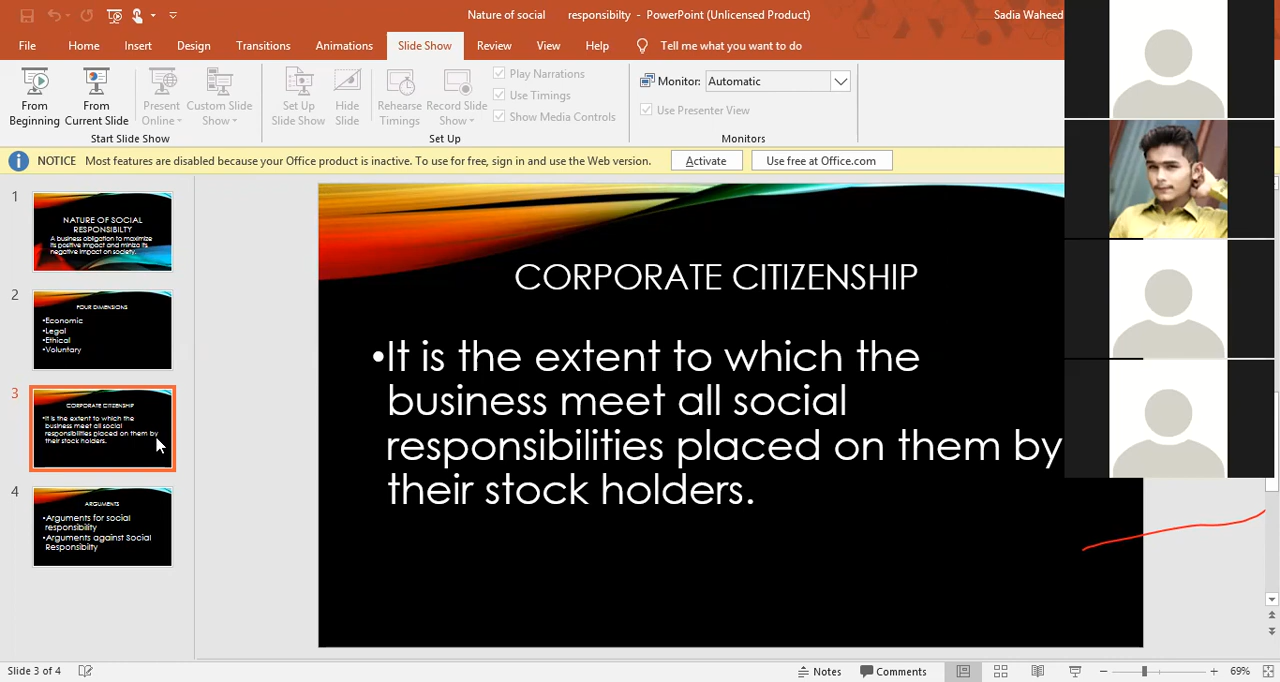 Nature of social responsibilty - PowerPoint (Unlicensed Product)
Sadia Waheed
File Home Insert Design Transitions Animations Slide Show Review View Help Tell me what you want to do
From Beginning
From Current Slide
Present Online
Custom Slide Show
Start Slide Show
Set Up Slide Show
Hide Slide
Rehearse Timings
Record Slide Show
Play Narrations
Use Timings
Show Media Controls
Set Up
Monitor: Automatic
Use Presenter View
Monitors
NOTICE Most features are disabled because your Office product is inactive. To use for free, sign in and use the Web version. Activate Use free at Office.com
1
NATURE OF SOCIAL
RESPONSIBILTY
A business obligation to maximize
its positive impact and miniza its
negative impact on society.
2
FOUR DIMENSIONS
•Economic
•Legal
•Ethical
•Voluntary
3
CORPORATE CITIZENSHIP
•It is the extent to which the
business meet all social
responsibilities placed on them by
their stock holders.
4
ARGUMENTS
•Arguments for social
responsibility
•Arguments against Social
Responsibilty
CORPORATE CITIZENSHIP
•It is the extent to which the
business meet all social
responsibilities placed on them by
their stock holders.
Slide 3 of 4
Notes Comments 69%